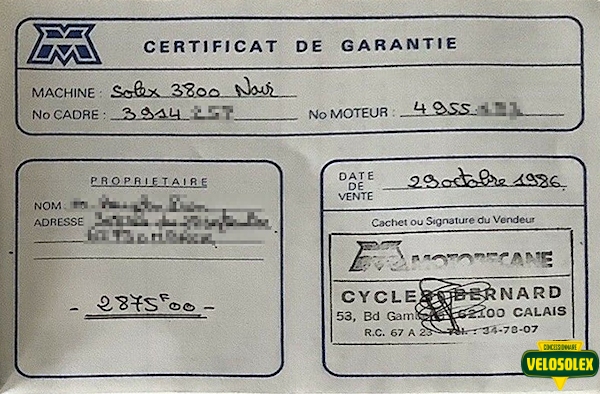 CERTIFICAT DE GARANTIE
MACHINE : Solex 3800 Noir
No CADRE : 3914
No MOTEUR : 4955
PROPRIETAIRE
NOM :
ADRESSE
- 2875F00 -
DATE DE VENTE 29 octobre 1986
Cachet ou Signature du Vendeur
MOTOBECANE
CYCLES BERNARD
53, Bd 62100 CALAIS
R.C. 67 A 23 Tél. : 34-78-07
CONCESSIONNAIRE
VELOSOLEX